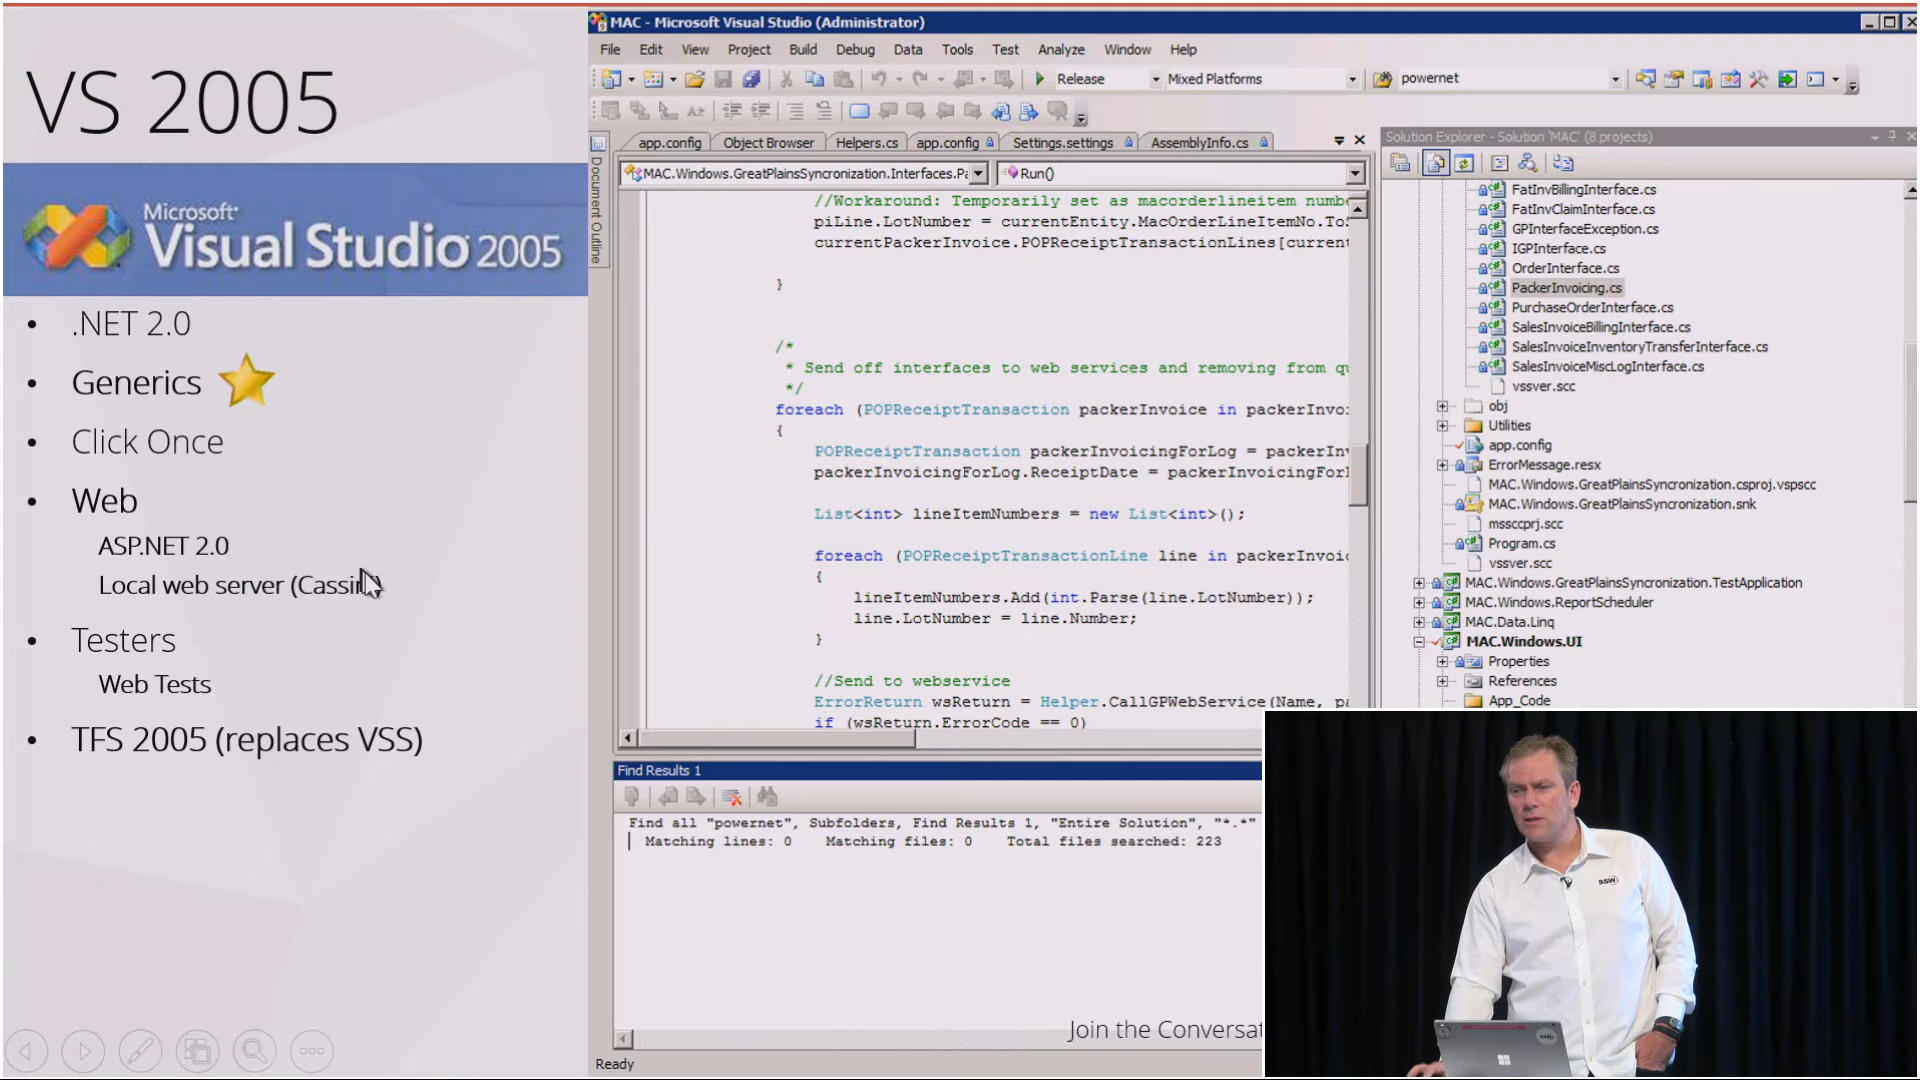 VS 2005
Microsoft
Visual Studio 2005
• .NET 2.0
• Generics
• Click Once
• Web
ASP.NET 2.0
Local web server
• Testers
Web Tests
• TFS 2005 (replaces VSS)
MAC - Microsoft Visual Studio (Administrator)
File Edit View Project Build Debug Data Tools Test Analyze Window Help
Release Mixed Platforms powernet
app.config Object Browser Helpers.cs app.config Settings.settings AssemblyInfo.cs
Document Outline
MAC.Windows.GreatPlainsSyncronization.Interfaces.Pa Run()
//Workaround: Temporarily set as macorderlineitem numbe
piLine.LotNumber = currentEntity.MacOrderLineItemNo.ToS
currentPackerInvoice.POPReceiptTransactionLines[current
}
/*
* Send off interfaces to web services and removing from qu
*/
foreach (POPReceiptTransaction packerInvoice in packerInvo
{
POPReceiptTransaction packerInvoicingForLog = packerInv
packerInvoicingForLog.ReceiptDate = packerInvoicingForl
List<int> lineItemNumbers = new List<int>();
foreach (POPReceiptTransactionLine line in packerInvoic
{
lineItemNumbers.Add(int.Parse(line.LotNumber));
line.LotNumber = line.Number;
}
//Send to webservice
ErrorReturn wsReturn = Helper.CallGPWebService(Name, pa
if (wsReturn.ErrorCode == 0)
Find Results 1
Find all "powernet", Subfolders, Find Results 1, "Entire Solution", "*.*"
Matching lines: 0 Matching files: 0 Total files searched: 223
Join the Conversat
Ready
Solution Explorer - Solution 'MAC' (8 projects)
FatInvBillingInterface.cs
FatInvClaimInterface.cs
GPInterfaceException.cs
IGPInterface.cs
OrderInterface.cs
PackerInvoicing.cs
PurchaseOrderInterface.cs
SalesInvoiceBillingInterface.cs
SalesInvoiceInventoryTransferInterface.cs
SalesInvoiceMiscLogInterface.cs
vssver.scc
obj
Utilities
app.config
ErrorMessage.resx
MAC.Windows.GreatPlainsSyncronization.csproj.vspscc
MAC.Windows.GreatPlainsSyncronization.snk
mssccprj.scc
Program.cs
vssver.scc
MAC.Windows.GreatPlainsSyncronization.TestApplication
MAC.Windows.ReportScheduler
MAC.Data.Linq
MAC.Windows.UI
Properties
References
App_Code
SSW